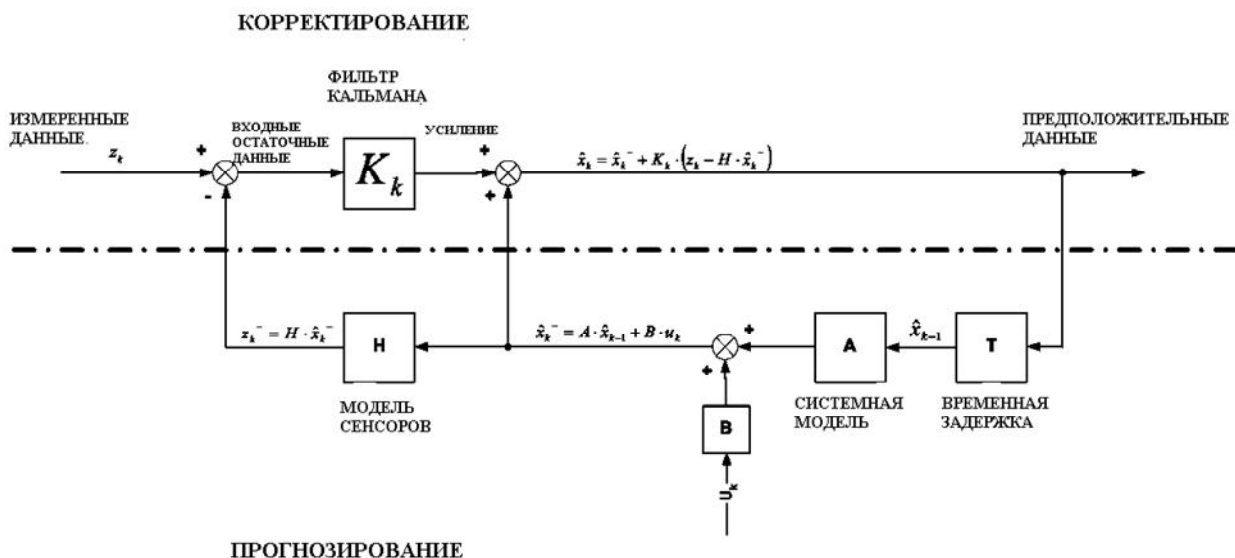 КОРРЕКТИРОВАНИЕ
ФИЛЬТР
КАЛЬМАНА
ИЗМЕРЕННЫЕ
ДАННЫЕ.
z_k
+
-
ВХОДНЫЕ
ОСТАТОЧНЫЕ
ДАННЫЕ
K_k
УСИЛЕНИЕ
+
+
x̂_k = x̂_k⁻ + K_k · (z_k − H · x̂_k⁻)
ПРЕДПОЛОЖИТЕЛЬНЫЕ
ДАННЫЕ
z_k⁻ = H · x̂_k⁻
H
МОДЕЛЬ
СЕНСОРОВ
x̂_k⁻ = A · x̂_{k-1} + B · u_k
+
+
A
СИСТЕМНАЯ
МОДЕЛЬ
x̂_{k-1}
T
ВРЕМЕННАЯ
ЗАДЕРЖКА
B
U_k
ПРОГНОЗИРОВАНИЕ